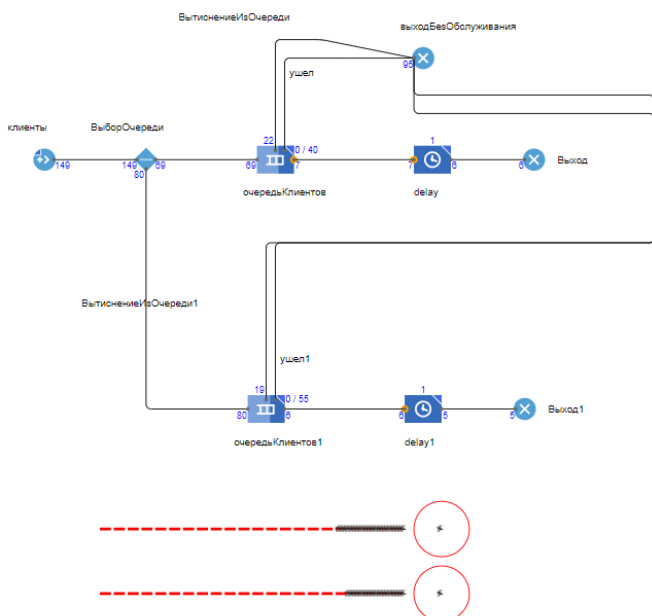 ВытиснениеИзОчереди
выходБезОбслуживания
95
ушел
клиенты
ВыборОчереди
22
0 / 40
1
149
149
69
69
7
7
6
6
Выход
80
очередьКлиентов
delay
ВытиснениеИзОчереди1
ушел1
19
0 / 55
1
80
6
6
5
5
Выход1
очередьКлиентов1
delay1